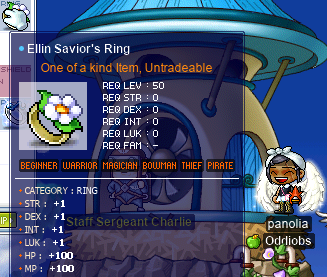 Ellin Savior's Ring
One of a kind Item, Untradeable
REQ LEV : 50
REQ STR : 0
REQ DEX : 0
REQ INT : 0
REQ LUK : 0
REQ FAM : -
BEGINNER WARRIOR MAGICIAN BOWMAN THIEF PIRATE
CATEGORY : RING
STR : +1
DEX : +1
INT : +1
LUK : +1
HP : +100
MP : +100
Staff Sergeant Charlie
panolia
Oddjobs